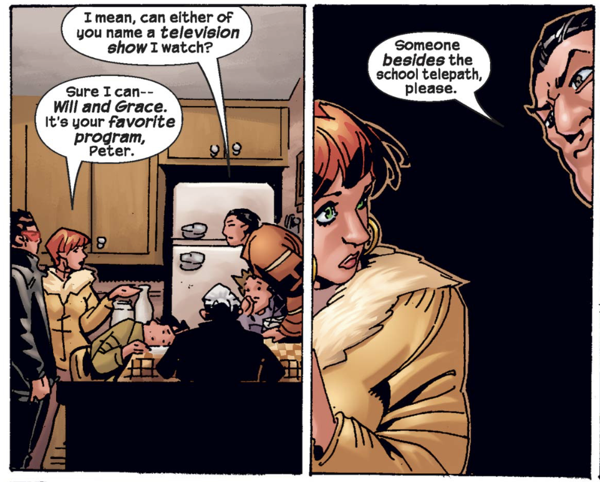 I mean, can either of
you name a television
show I watch?
Sure I can--
Will and Grace.
It's your favorite
program,
Peter.
Someone
besides the
school telepath,
please.